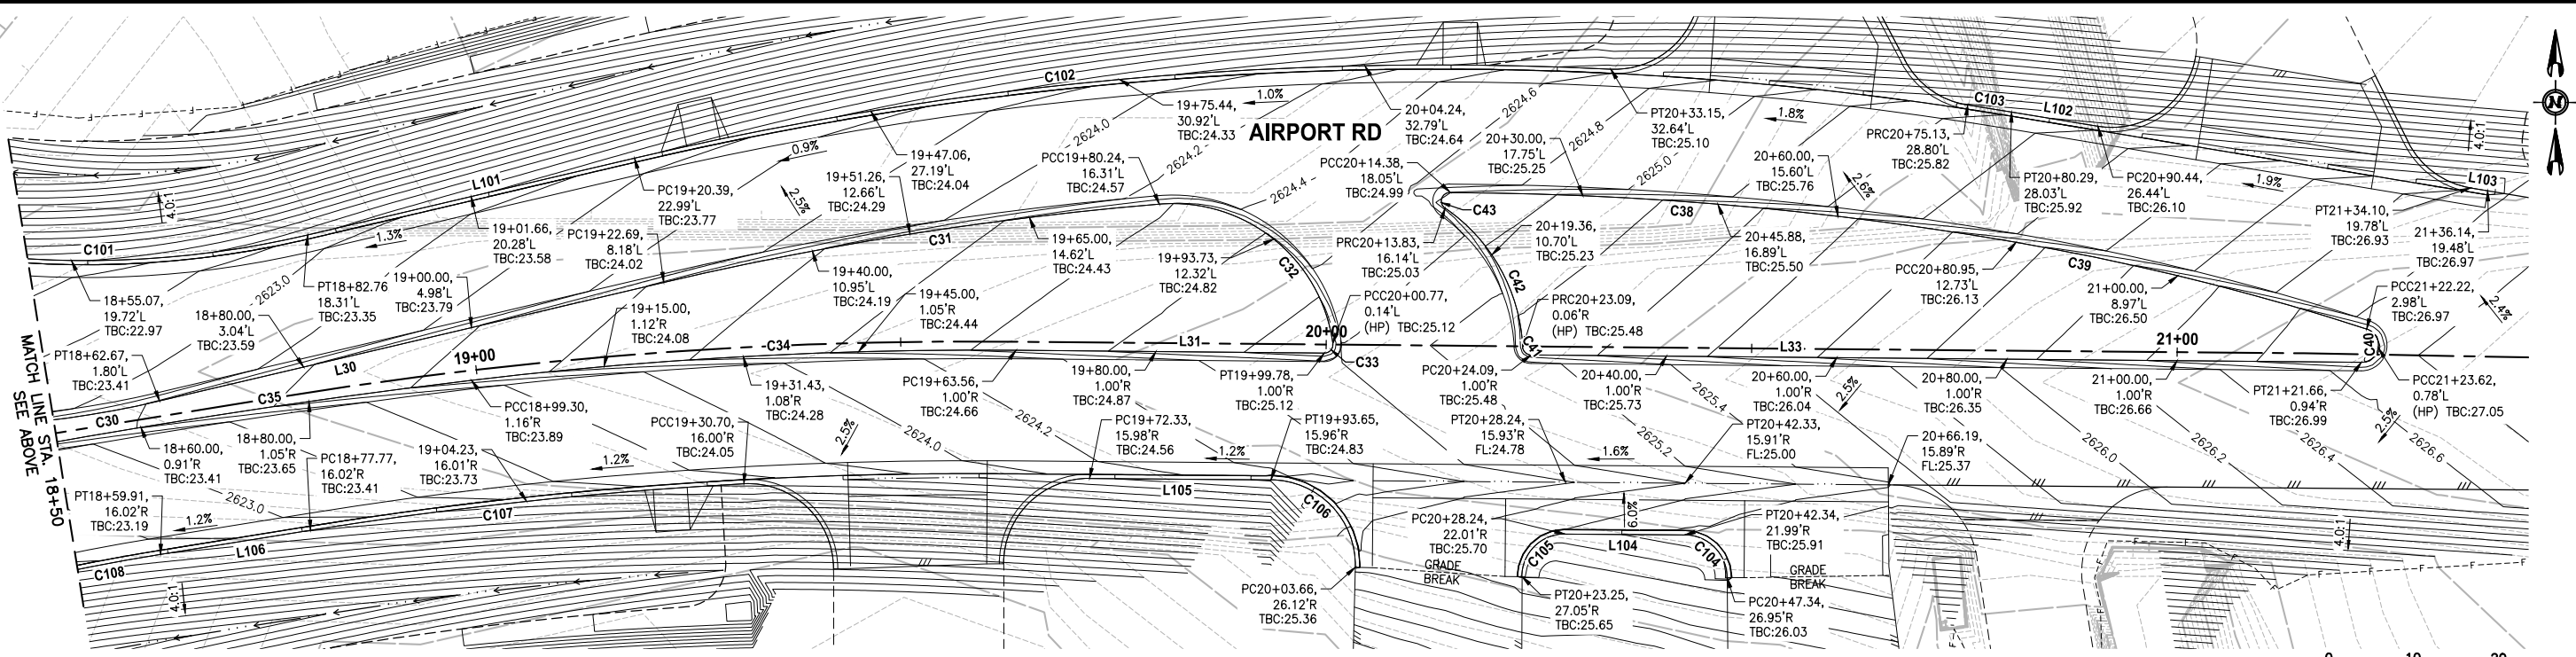 AIRPORT RD
C102
2624.6
19+75.44,
30.92'L
TBC:24.33
1.0%
20+04.24,
32.79'L
TBC:24.64
PT20+33.15,
32.64'L
TBC:25.10
1.8%
C103
L102
PRC20+75.13,
28.80'L
TBC:25.82
4.0:1
N
2624.0
2624.2
2624.4
2624.8
2625.0
0.9%
19+47.06,
27.19'L
TBC:24.04
PCC19+80.24,
16.31'L
TBC:24.57
PCC20+14.38,
18.05'L
TBC:24.99
20+30.00,
17.75'L
TBC:25.25
20+60.00,
15.60'L
TBC:25.76
2.6%
PT20+80.29,
28.03'L
TBC:25.92
PC20+90.44,
26.44'L
TBC:26.10
1.9%
L103
L101
4.0:1
PC19+20.39,
22.99'L
TBC:23.77
2.5%
19+51.26,
12.66'L
TBC:24.29
C43
C38
PT21+34.10,
19.78'L
TBC:26.93
21+36.14,
19.48'L
TBC:26.97
C101
1.3%
19+01.66,
20.28'L
TBC:23.58
PC19+22.69,
8.18'L
TBC:24.02
C31
19+65.00,
14.62'L
TBC:24.43
19+93.73,
12.32'L
TBC:24.82
C32
PRC20+13.83,
16.14'L
TBC:25.03
20+19.36,
10.70'L
TBC:25.23
C42
20+45.88,
16.89'L
TBC:25.50
PCC20+80.95,
12.73'L
TBC:26.13
C39
18+55.07,
19.72'L
TBC:22.97
2623.0
PT18+82.76
18.31'L
TBC:23.35
19+00.00,
4.98'L
TBC:23.79
19+40.00,
10.95'L
TBC:24.19
19+45.00,
1.05'R
TBC:24.44
PCC20+00.77,
0.14'L
(HP) TBC:25.12
PRC20+23.09,
0.06'R
(HP) TBC:25.48
21+00.00,
8.97'L
TBC:26.50
PCC21+22.22,
2.98'L
TBC:26.97
2.4%
18+80.00,
3.04'L
TBC:23.59
19+15.00,
1.12'R
TBC:24.08
MATCH LINE STA. 18+50
SEE ABOVE
PT18+62.67,
1.80'L
TBC:23.41
L30
19+00
C34
L31
20+00
C33
C41
L33
21+00
C40
C30
C35
PCC18+99.30,
1.16'R
TBC:23.89
19+31.43,
1.08'R
TBC:24.28
PC19+63.56,
1.00'R
TBC:24.66
19+80.00,
1.00'R
TBC:24.87
PT19+99.78,
1.00'R
TBC:25.12
PC20+24.09,
1.00'R
TBC:25.48
20+40.00,
1.00'R
TBC:25.73
20+60.00,
1.00'R
TBC:26.04
2.5%
20+80.00,
1.00'R
TBC:26.35
21+00.00,
1.00'R
TBC:26.66
PT21+21.66,
0.94'R
TBC:26.99
PCC21+23.62,
0.78'L
(HP) TBC:27.05
2.5%
18+60.00,
0.91'R
TBC:23.41
18+80.00,
1.05'R
TBC:23.65
PC18+77.77,
16.02'R
TBC:23.41
19+04.23,
16.01'R
TBC:23.73
PCC19+30.70,
16.00'R
TBC:24.05
2.5%
2624.0
2624.2
PC19+72.33,
15.98'R
TBC:24.56
PT19+93.65,
15.96'R
TBC:24.83
PT20+28.24,
15.93'R
FL:24.78
2625.4
2625.2
PT20+42.33,
15.91'R
FL:25.00
20+66.19,
15.89'R
FL:25.37
2626.0
2626.2
2626.4
2626.6
1.2%
1.2%
1.6%
PT18+59.91,
16.02'R
TBC:23.19
2623.0
1.2%
C107
L105
C106
L106
C108
4.0:1
PC20+28.24,
22.01'R
TBC:25.70
6.0%
PT20+42.34,
21.99'R
TBC:25.91
C105
L104
C104
GRADE
BREAK
GRADE
BREAK
4.0:1
PC20+03.66,
26.12'R
TBC:25.36
PT20+23.25,
27.05'R
TBC:25.65
PC20+47.34,
26.95'R
TBC:26.03